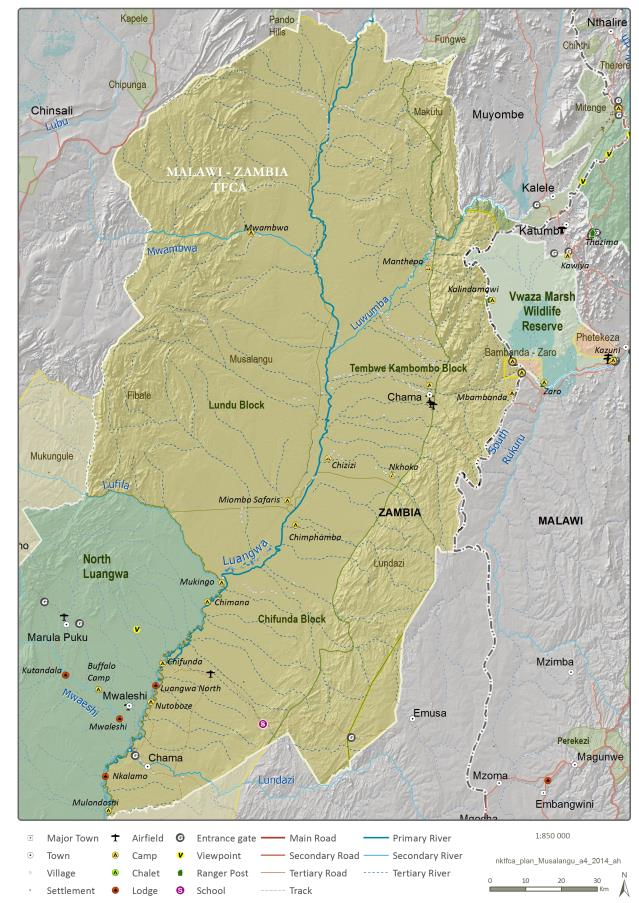 Kapele
Pando
Hills
Fungwe
Nthalire
Chinthi
Chipunga
Makutu
Mitenge
Chinsali
Lubu
Muyombe
MALAWI - ZAMBIA
TFCA
Kalele
Katumbi
Thazima
Mwambwa
Mwambwa
Manthepa
Kawiya
Kalindamawi
Vwaza Marsh
Wildlife
Reserve
Luwumba
Phetekeza
Kazuni
Bambanda - Zaro
Musalangu
Tembwe Kambombo Block
Fibale
Lundu Block
Chama
Mbambanda
Zaro
South
Rukuru
Mukungule
Chizizi
Nkhoka
Lufila
Miombo Safaris
ZAMBIA
MALAWI
Chimphamba
Luangwa
North
Luangwa
Lundazi
Mukingo
Chimana
Chifunda Block
Marula Puku
Chifunda
Mzimba
Kutandala
Buffalo
Camp
Luangwa North
Mwaleshi
Mwaeshi
Nutoboze
Emusa
Mwaleshi
Perekezi
Chama
Magunwe
Nkalamo
Lundazi
Mzoma
Mulondoshi
Embangwini
Major Town
Airfield
Entrance gate
Main Road
Primary River
1:850 000
Town
Camp
Viewpoint
Secondary Road
Secondary River
Village
Chalet
Ranger Post
Tertiary Road
Tertiary River
nktfca_plan_Musalangu_a4_2014_ah
Settlement
Lodge
S School
Track
0 10 20 30
Km
N